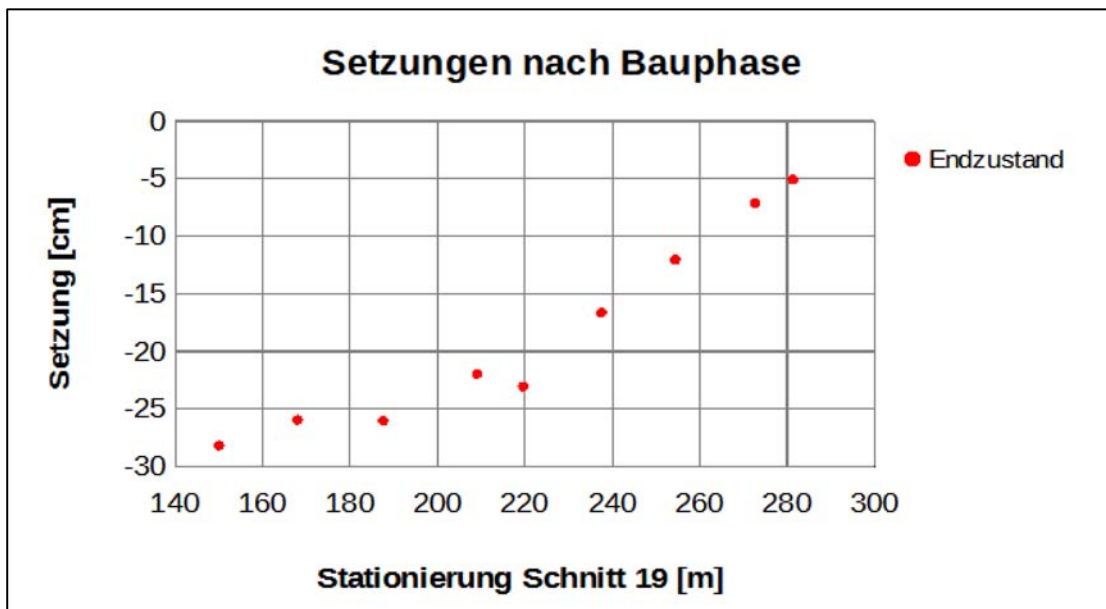 Setzungen nach Bauphase
0
-5
-10
-15
-20
-25
-30
Setzung [cm]
Endzustand
140 160 180 200 220 240 260 280 300
Stationierung Schnitt 19 [m]